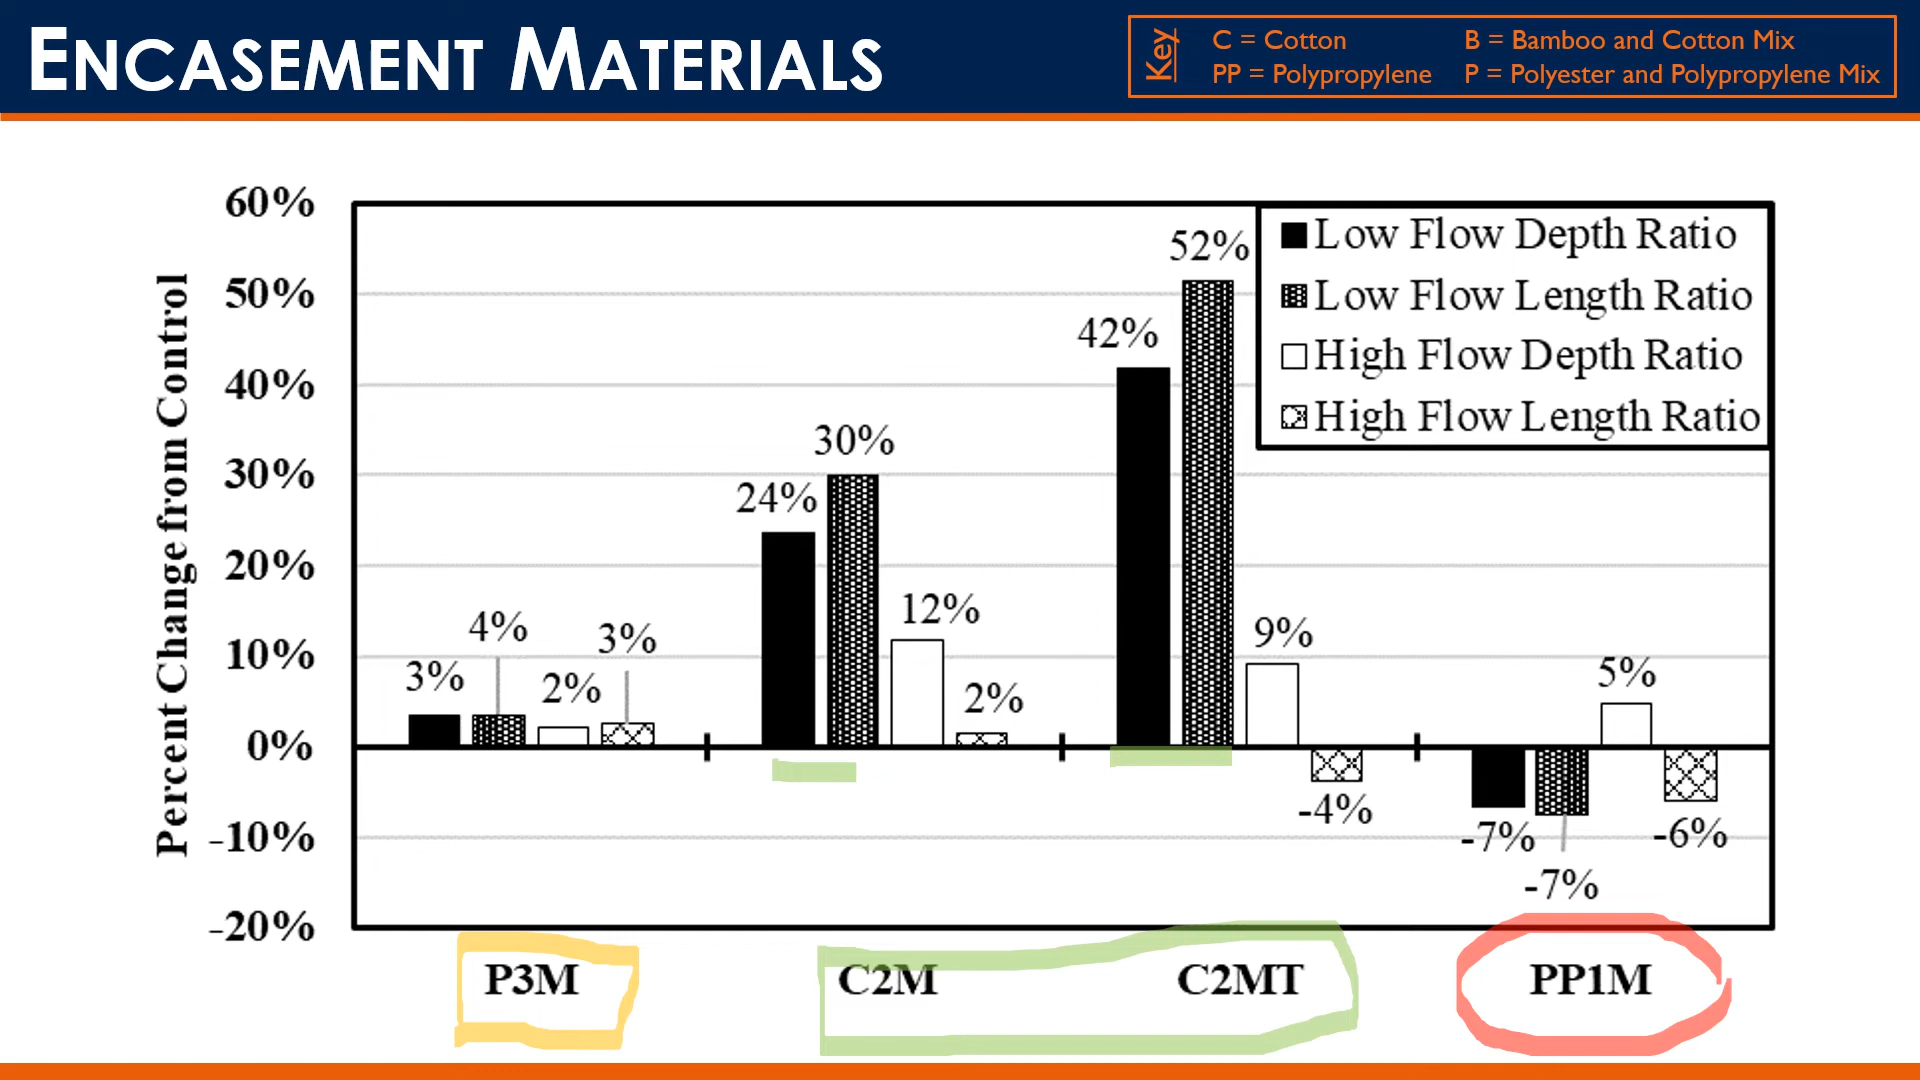 ENCASEMENT MATERIALS
Key
C = Cotton
B = Bamboo and Cotton Mix
PP = Polypropylene
P = Polyester and Polypropylene Mix
Percent Change from Control
60%
50%
40%
30%
20%
10%
0%
-10%
-20%
Low Flow Depth Ratio
Low Flow Length Ratio
High Flow Depth Ratio
High Flow Length Ratio
3%
4%
2%
3%
24%
30%
12%
2%
42%
52%
9%
-4%
-7%
-7%
5%
-6%
P3M
C2M
C2MT
PP1M